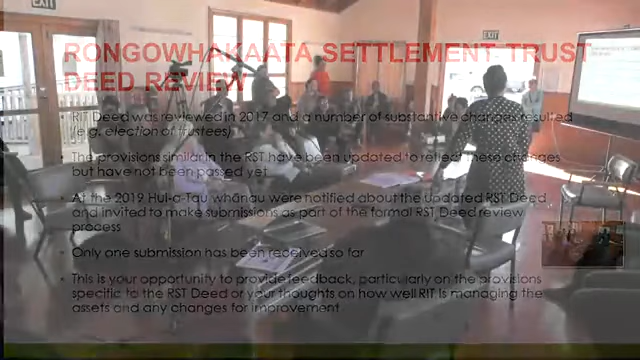 EXIT
EXIT
RONGOWHAKAATA SETTLEMENT TRUST
DEED REVIEW
RIT Deed was reviewed in 2017 and a number of substantive changes resulted
(e.g. election of trustees)
The provisions similar in the RST have been updated to reflect these changes
but have not been passed yet
At the 2019 Hui-a-Tau whānau were notified about the updated RST Deed
and invited to make submissions as part of the formal RST Deed review
process
Only one submission has been received so far
This is your opportunity to provide feedback, particularly on the provisions
specific to the RST Deed or your thoughts on how well RIT is managing the
assets and any changes for improvement